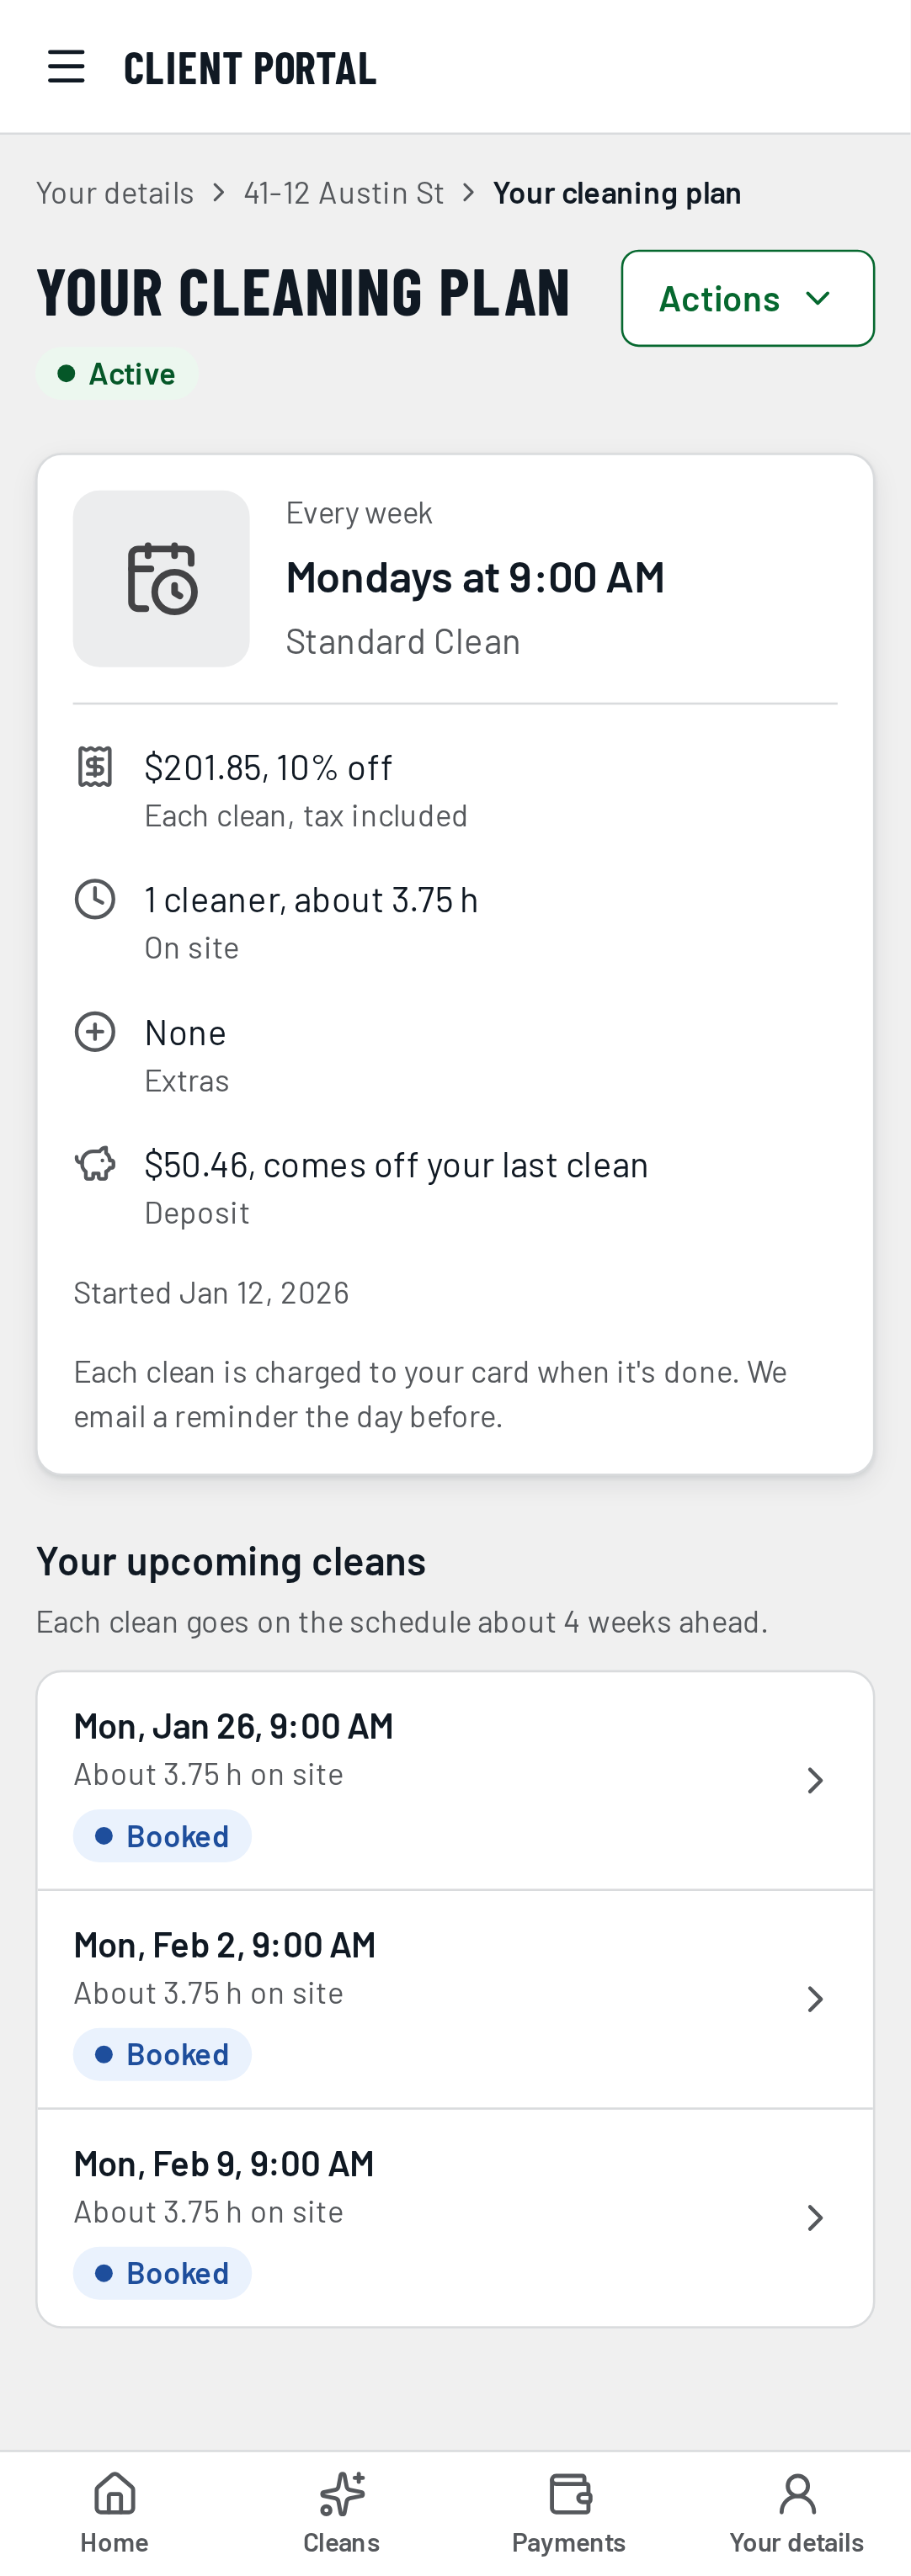 CLIENT PORTAL
Your details > 41-12 Austin St > Your cleaning plan
YOUR CLEANING PLAN
Actions
Active
Every week
Mondays at 9:00 AM
Standard Clean
$201.85, 10% off
Each clean, tax included
1 cleaner, about 3.75 h
On site
None
Extras
$50.46, comes off your last clean
Deposit
Started Jan 12, 2026
Each clean is charged to your card when it's done. We
email a reminder the day before.
Your upcoming cleans
Each clean goes on the schedule about 4 weeks ahead.
Mon, Jan 26, 9:00 AM
About 3.75 h on site
Booked
Mon, Feb 2, 9:00 AM
About 3.75 h on site
Booked
Mon, Feb 9, 9:00 AM
About 3.75 h on site
Booked
Home
Cleans
Payments
Your details